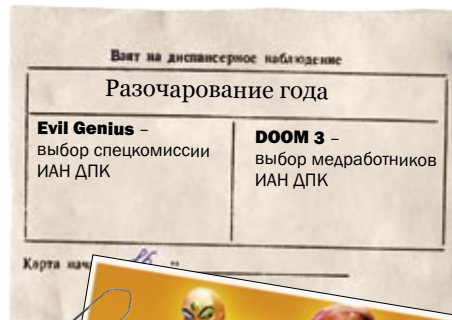 Взят на диспансерное наблюдение
Разочарование года
Evil Genius –
выбор спецкомиссии
ИАН ДПК
DOOM 3 –
выбор медработников
ИАН ДПК
Карта